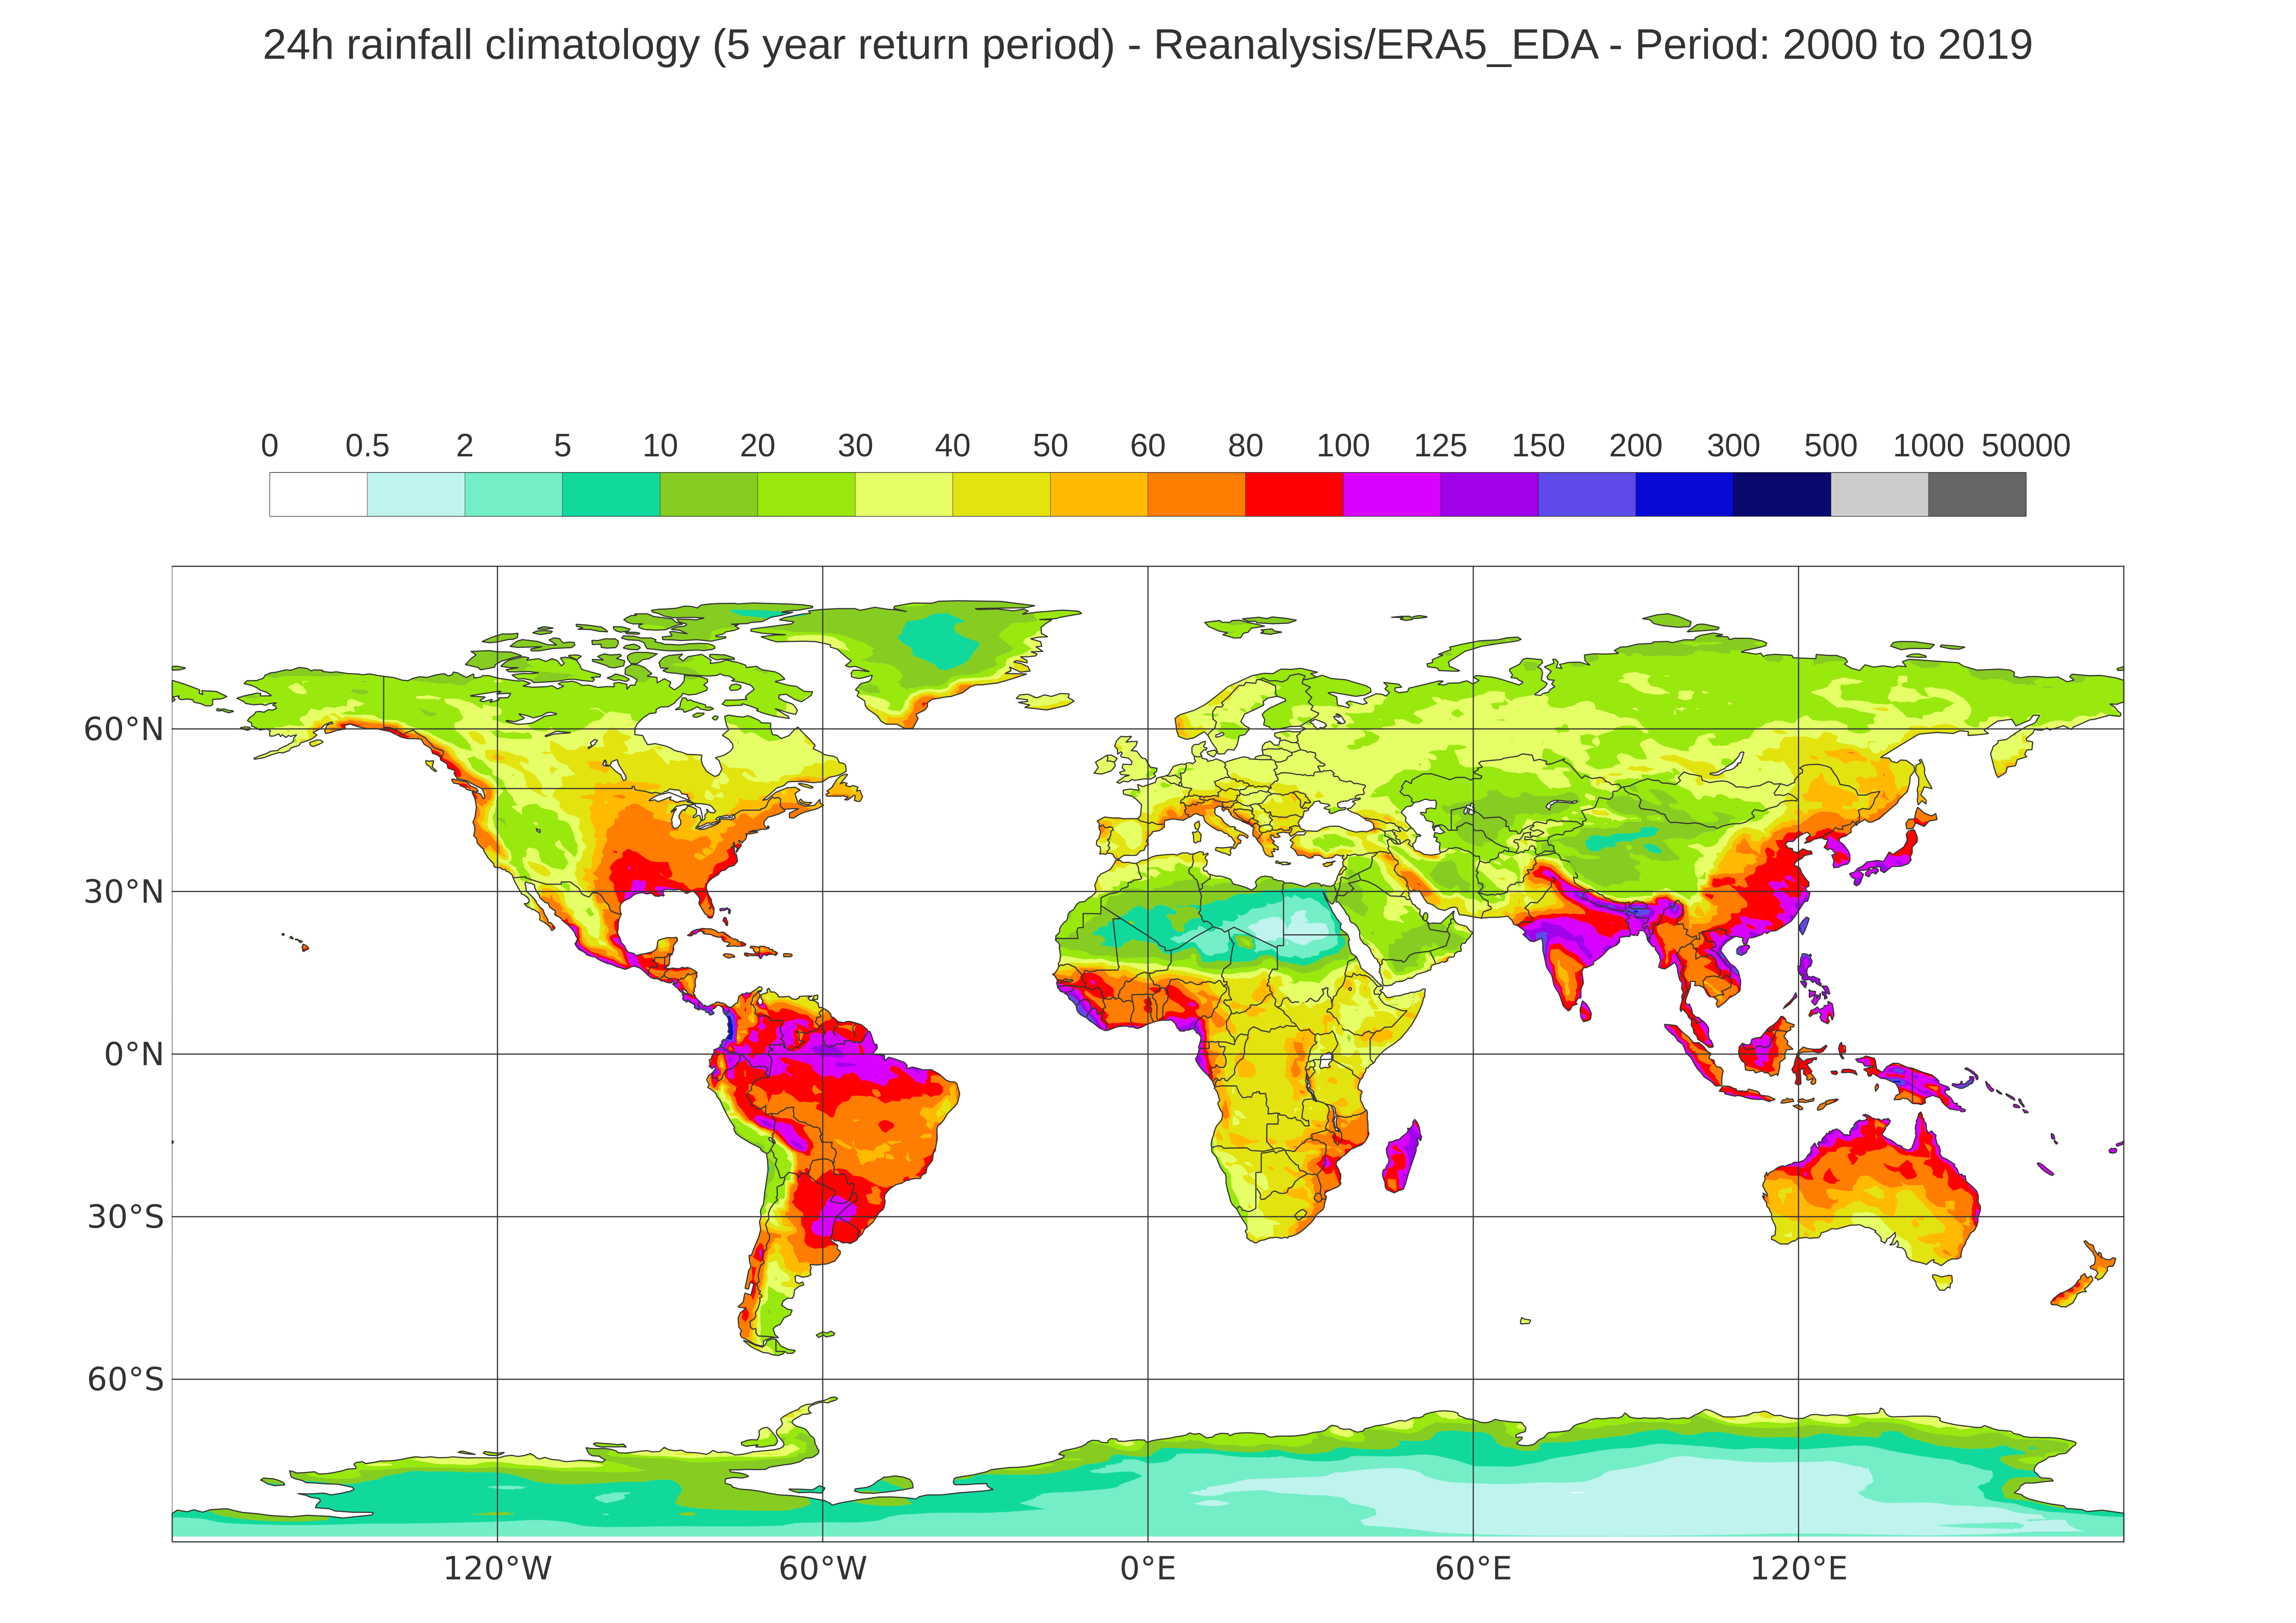 24h rainfall climatology (5 year return period) - Reanalysis/ERA5_EDA - Period: 2000 to 2019
0 0.5 2 5 10 20 30 40 50 60 80 100 125 150 200 300 500 1000 50000
60°N
30°N
0°N
30°S
60°S
120°W 60°W 0°E 60°E 120°E